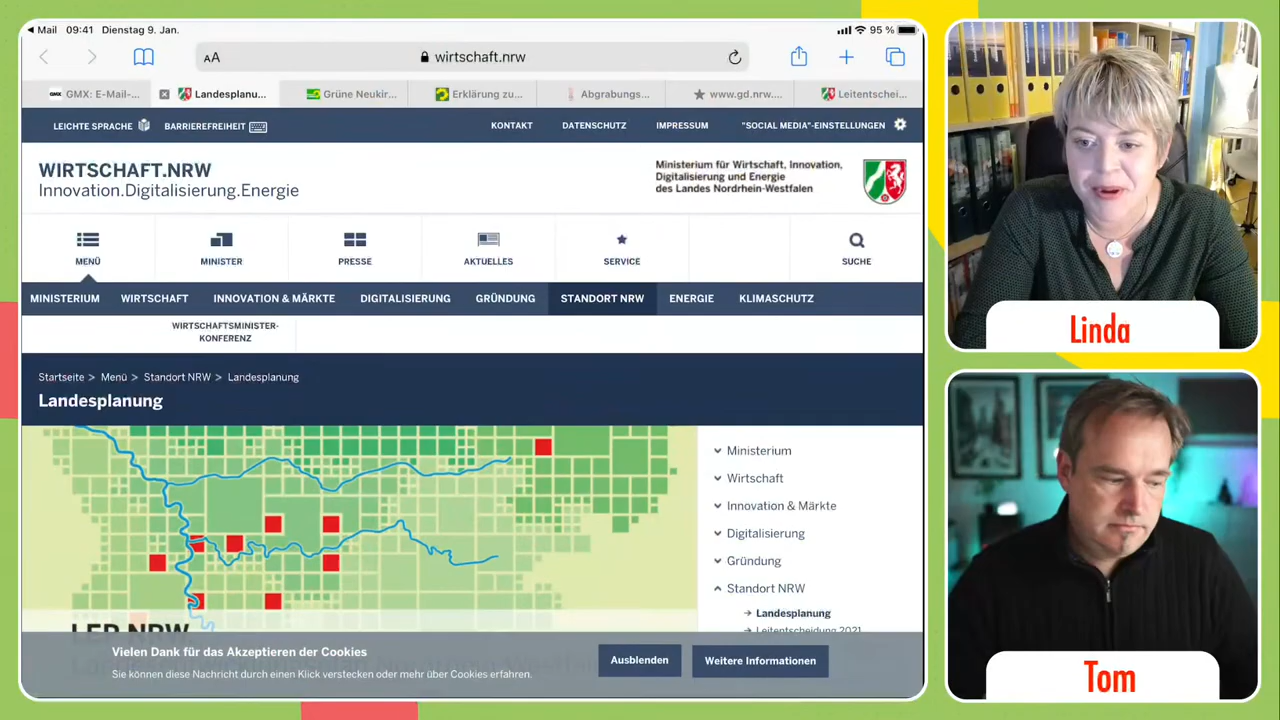 Mail 09:41 Dienstag 9. Jan.
95 %
AA wirtschaft.nrw
GMX: E-Mail-...
Landesplanu...
Grüne Neukir...
Erklärung zu...
Abgrabungs...
www.gd.nrw....
Leitentschei...
LEICHTE SPRACHE
BARRIEREFREIHEIT
KONTAKT
DATENSCHUTZ
IMPRESSUM
"SOCIAL MEDIA"-EINSTELLUNGEN
WIRTSCHAFT.NRW
Innovation.Digitalisierung.Energie
Ministerium für Wirtschaft, Innovation,
Digitalisierung und Energie
des Landes Nordrhein-Westfalen
MENÜ
MINISTER
PRESSE
AKTUELLES
SERVICE
SUCHE
MINISTERIUM
WIRTSCHAFT
INNOVATION & MÄRKTE
DIGITALISIERUNG
GRÜNDUNG
STANDORT NRW
ENERGIE
KLIMASCHUTZ
WIRTSCHAFTSMINISTER-
KONFERENZ
Startseite > Menü > Standort NRW > Landesplanung
Landesplanung
Ministerium
Wirtschaft
Innovation & Märkte
Digitalisierung
Gründung
Standort NRW
Landesplanung
Leitentscheidung 2021
LEP NRW
Vielen Dank für das Akzeptieren der Cookies
Sie können diese Nachricht durch einen Klick verstecken oder mehr über Cookies erfahren.
Ausblenden
Weitere Informationen
Linda
Tom